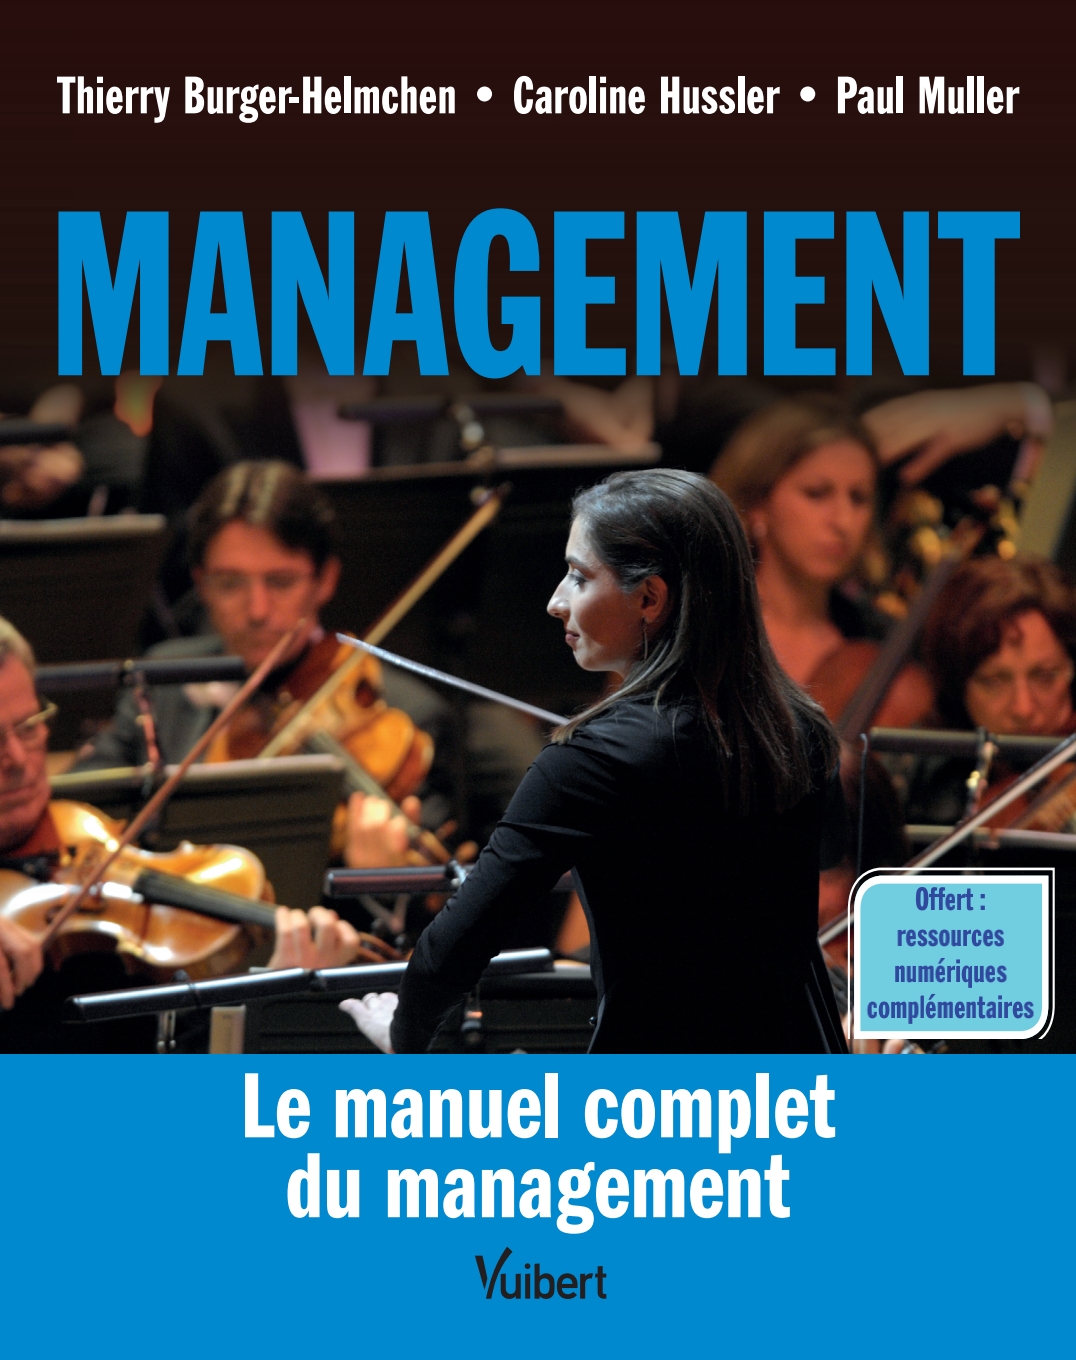 Thierry Burger-Helmchen • Caroline Hussler • Paul Muller
MANAGEMENT
Offert :
ressources
numériques
complémentaires
Le manuel complet
du management
Vuibert